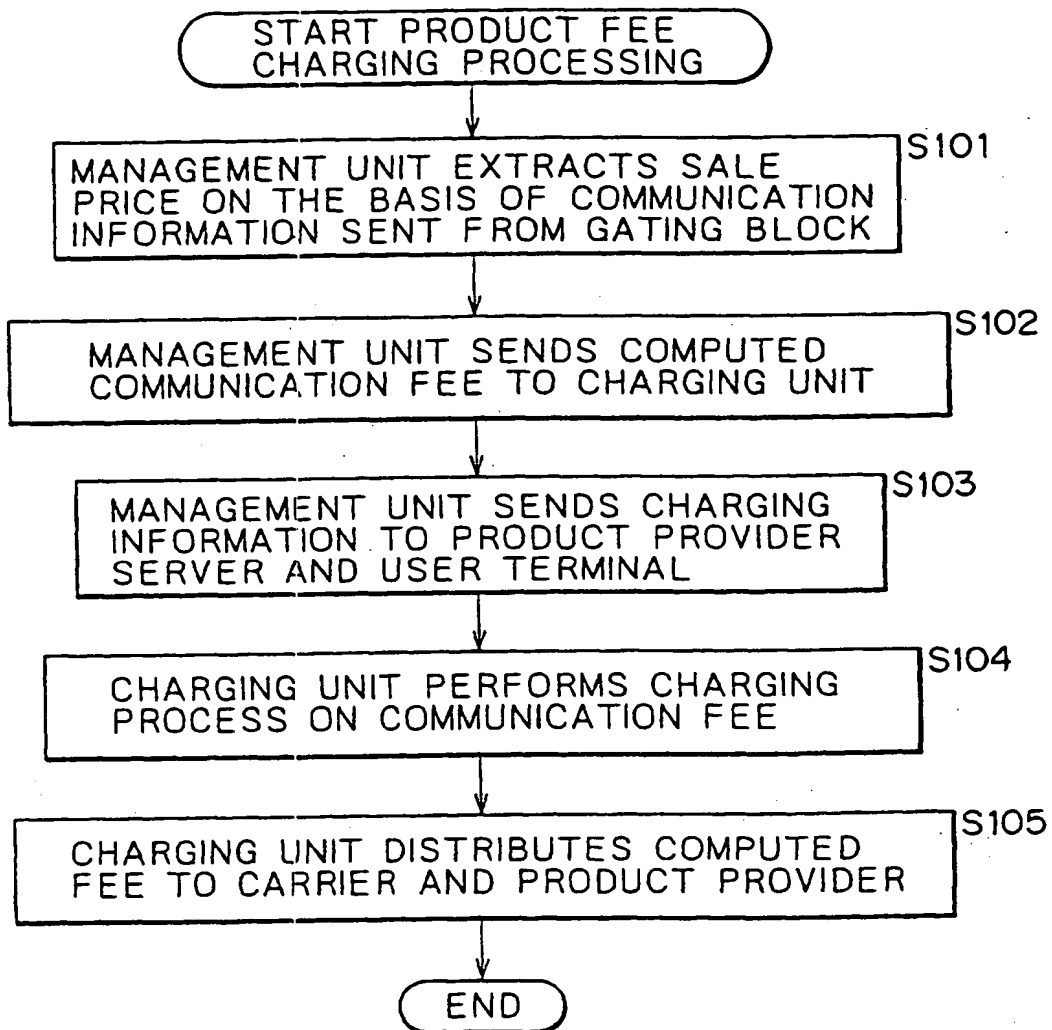 START PRODUCT FEE
CHARGING PROCESSING
S101
MANAGEMENT UNIT EXTRACTS SALE
PRICE ON THE BASIS OF COMMUNICATION
INFORMATION SENT FROM GATING BLOCK
S102
MANAGEMENT UNIT SENDS COMPUTED
COMMUNICATION FEE TO CHARGING UNIT
S103
MANAGEMENT UNIT SENDS CHARGING
INFORMATION TO PRODUCT PROVIDER
SERVER AND USER TERMINAL
S104
CHARGING UNIT PERFORMS CHARGING
PROCESS ON COMMUNICATION FEE
S105
CHARGING UNIT DISTRIBUTES COMPUTED
FEE TO CARRIER AND PRODUCT PROVIDER
END